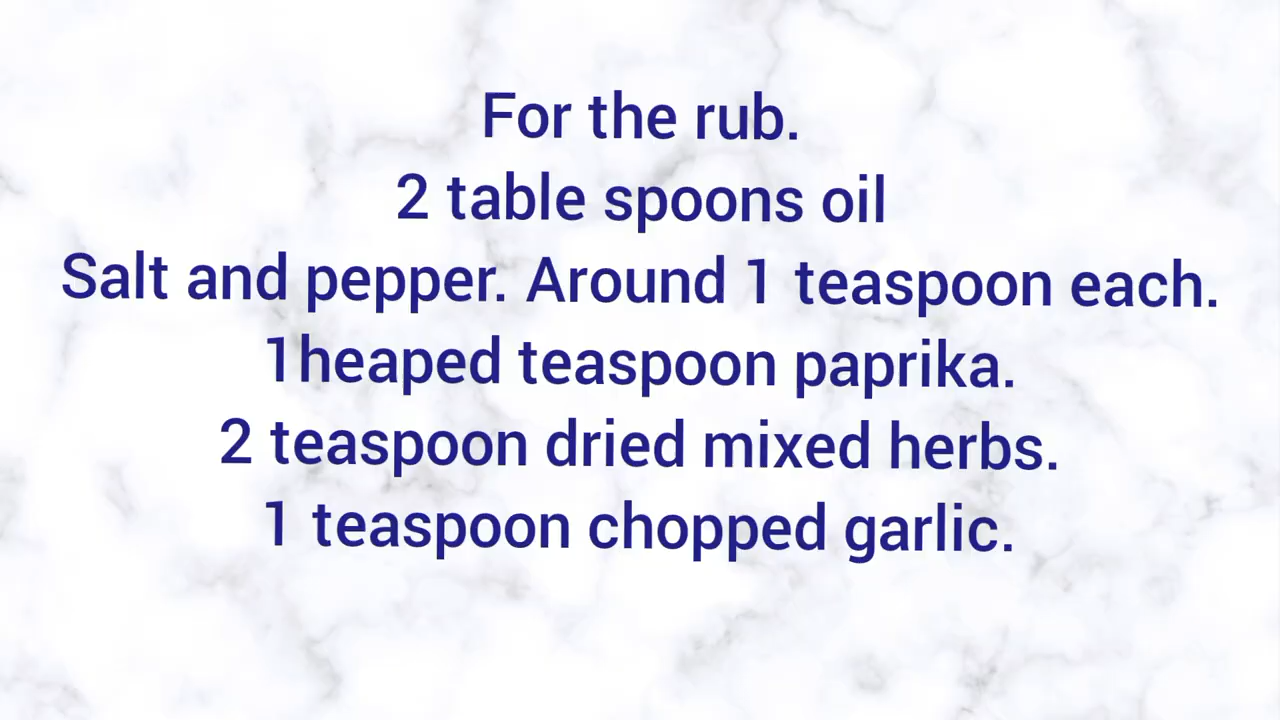 For the rub.
2 table spoons oil
Salt and pepper. Around 1 teaspoon each.
1heaped teaspoon paprika.
2 teaspoon dried mixed herbs.
1 teaspoon chopped garlic.